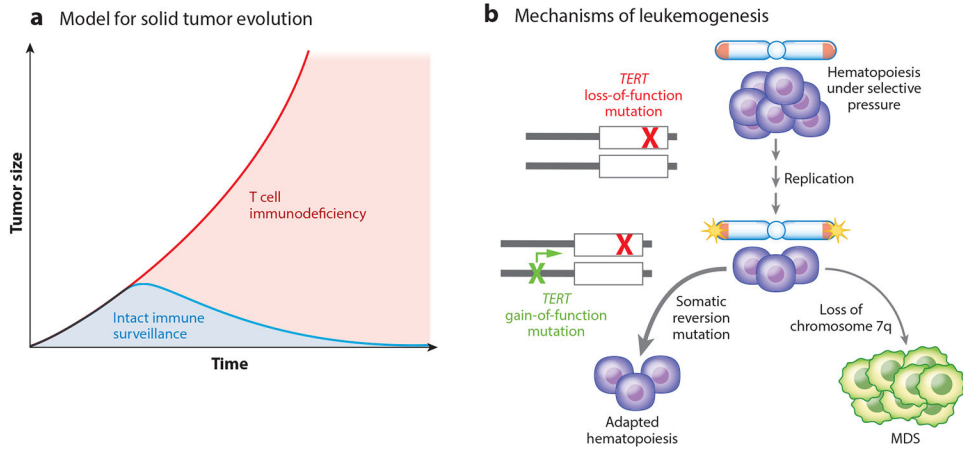 a Model for solid tumor evolution
Tumor size
T cell
immunodeficiency
Intact immune
surveillance
Time
b Mechanisms of leukemogenesis
TERT
loss-of-function
mutation
X
Hematopoiesis
under selective
pressure
Replication
X
X
TERT
gain-of-function
mutation
Somatic
reversion
mutation
Loss of
chromosome 7q
Adapted
hematopoiesis
MDS